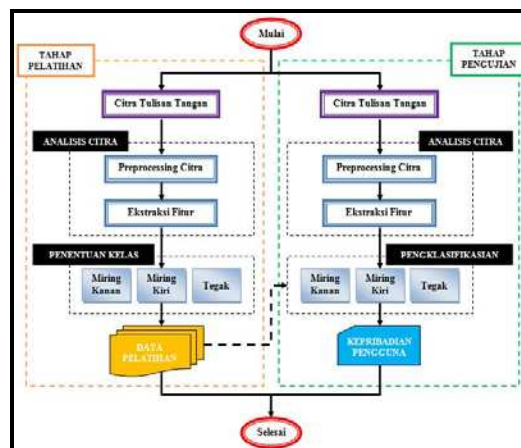 Mulai
TAHAP
PELATIHAN
TAHAP
PENGUJIAN
Citra Tulisan Tangan
Citra Tulisan Tangan
ANALISIS CITRA
ANALISIS CITRA
Preprocessing Citra
Preprocessing Citra
Ekstraksi Fitur
Ekstraksi Fitur
PENENTUAN KELAS
PENGKLASIFIKASIAN
Miring
Kanan
Miring
Kiri
Tegak
Miring
Kanan
Miring
Kiri
Tegak
DATA
PELATIHAN
KEPRIBADIAN
PENGGUNA
Selerai